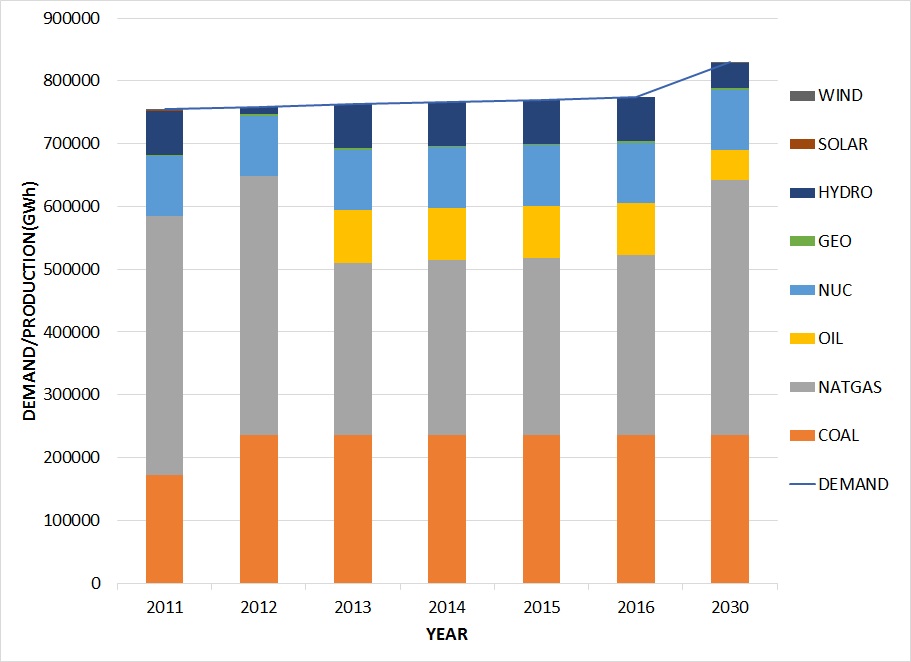 900000
800000
700000
600000
500000
400000
300000
200000
100000
0
DEMAND/PRODUCTION(GWh)
2011 2012 2013 2014 2015 2016 2030
YEAR
WIND
SOLAR
HYDRO
GEO
NUC
OIL
NATGAS
COAL
DEMAND